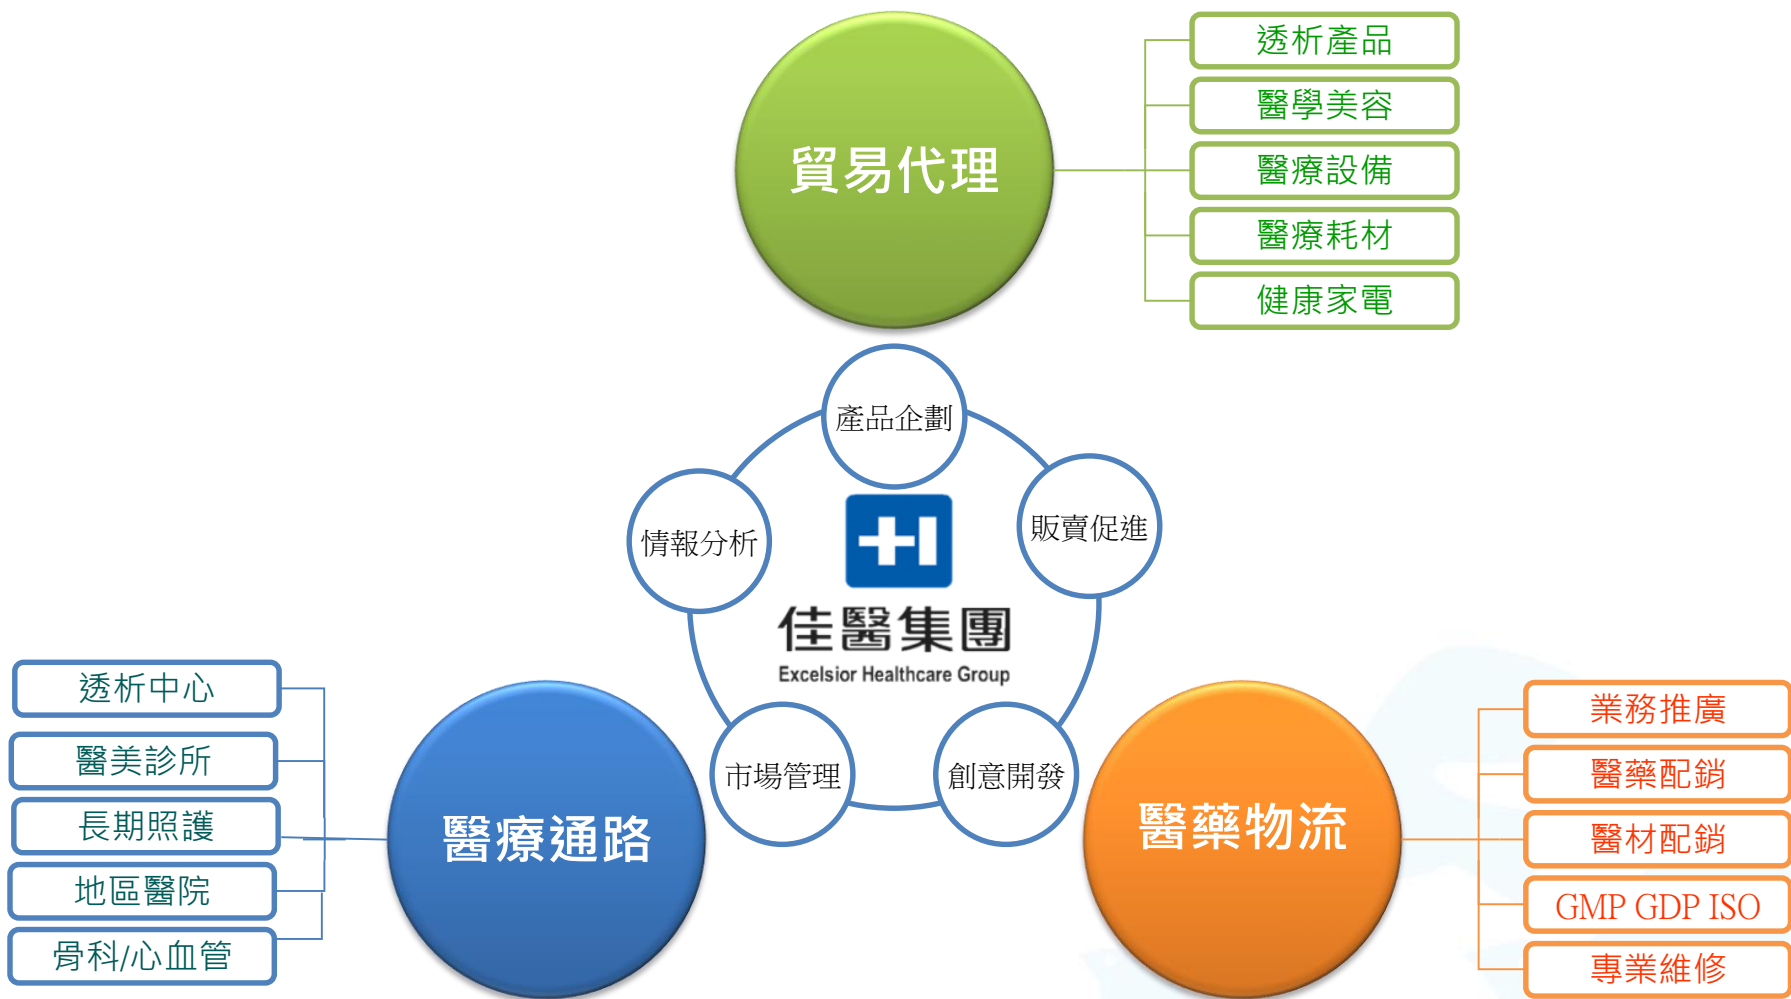 貿易代理
透析產品
醫學美容
醫療設備
醫療耗材
健康家電
產品企劃
情報分析
販賣促進
佳醫集團
Excelsior Healthcare Group
市場管理
創意開發
醫療通路
透析中心
醫美診所
長期照護
地區醫院
骨科/心血管
醫藥物流
業務推廣
醫藥配銷
醫材配銷
GMP GDP ISO
專業維修